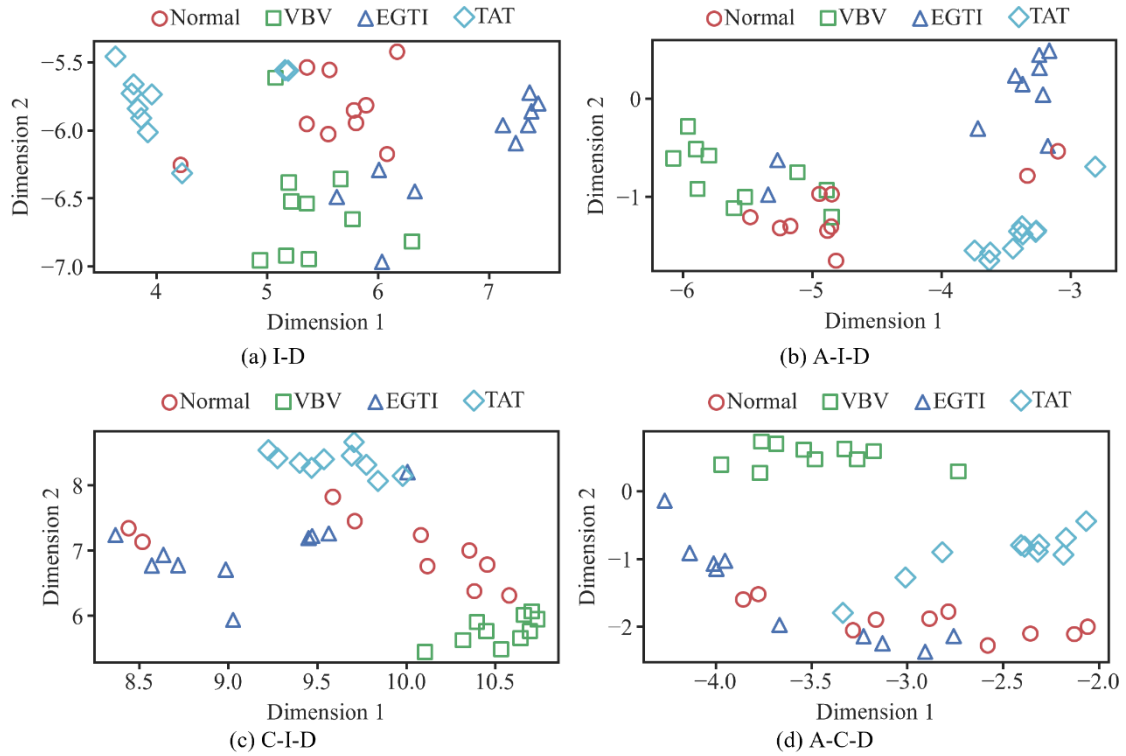 Normal VBV EGTI TAT
−5.5
−6.0
−6.5
−7.0
Dimension 2
4 5 6 7
Dimension 1
(a) I-D
Normal VBV EGTI TAT
0
−1
Dimension 2
−6 −5 −4 −3
Dimension 1
(b) A-I-D
Normal VBV EGTI TAT
8
7
6
Dimension 2
8.5 9.0 9.5 10.0 10.5
Dimension 1
(c) C-I-D
Normal VBV EGTI TAT
0
−1
−2
Dimension 2
−4.0 −3.5 −3.0 −2.5 −2.0
Dimension 1
(d) A-C-D